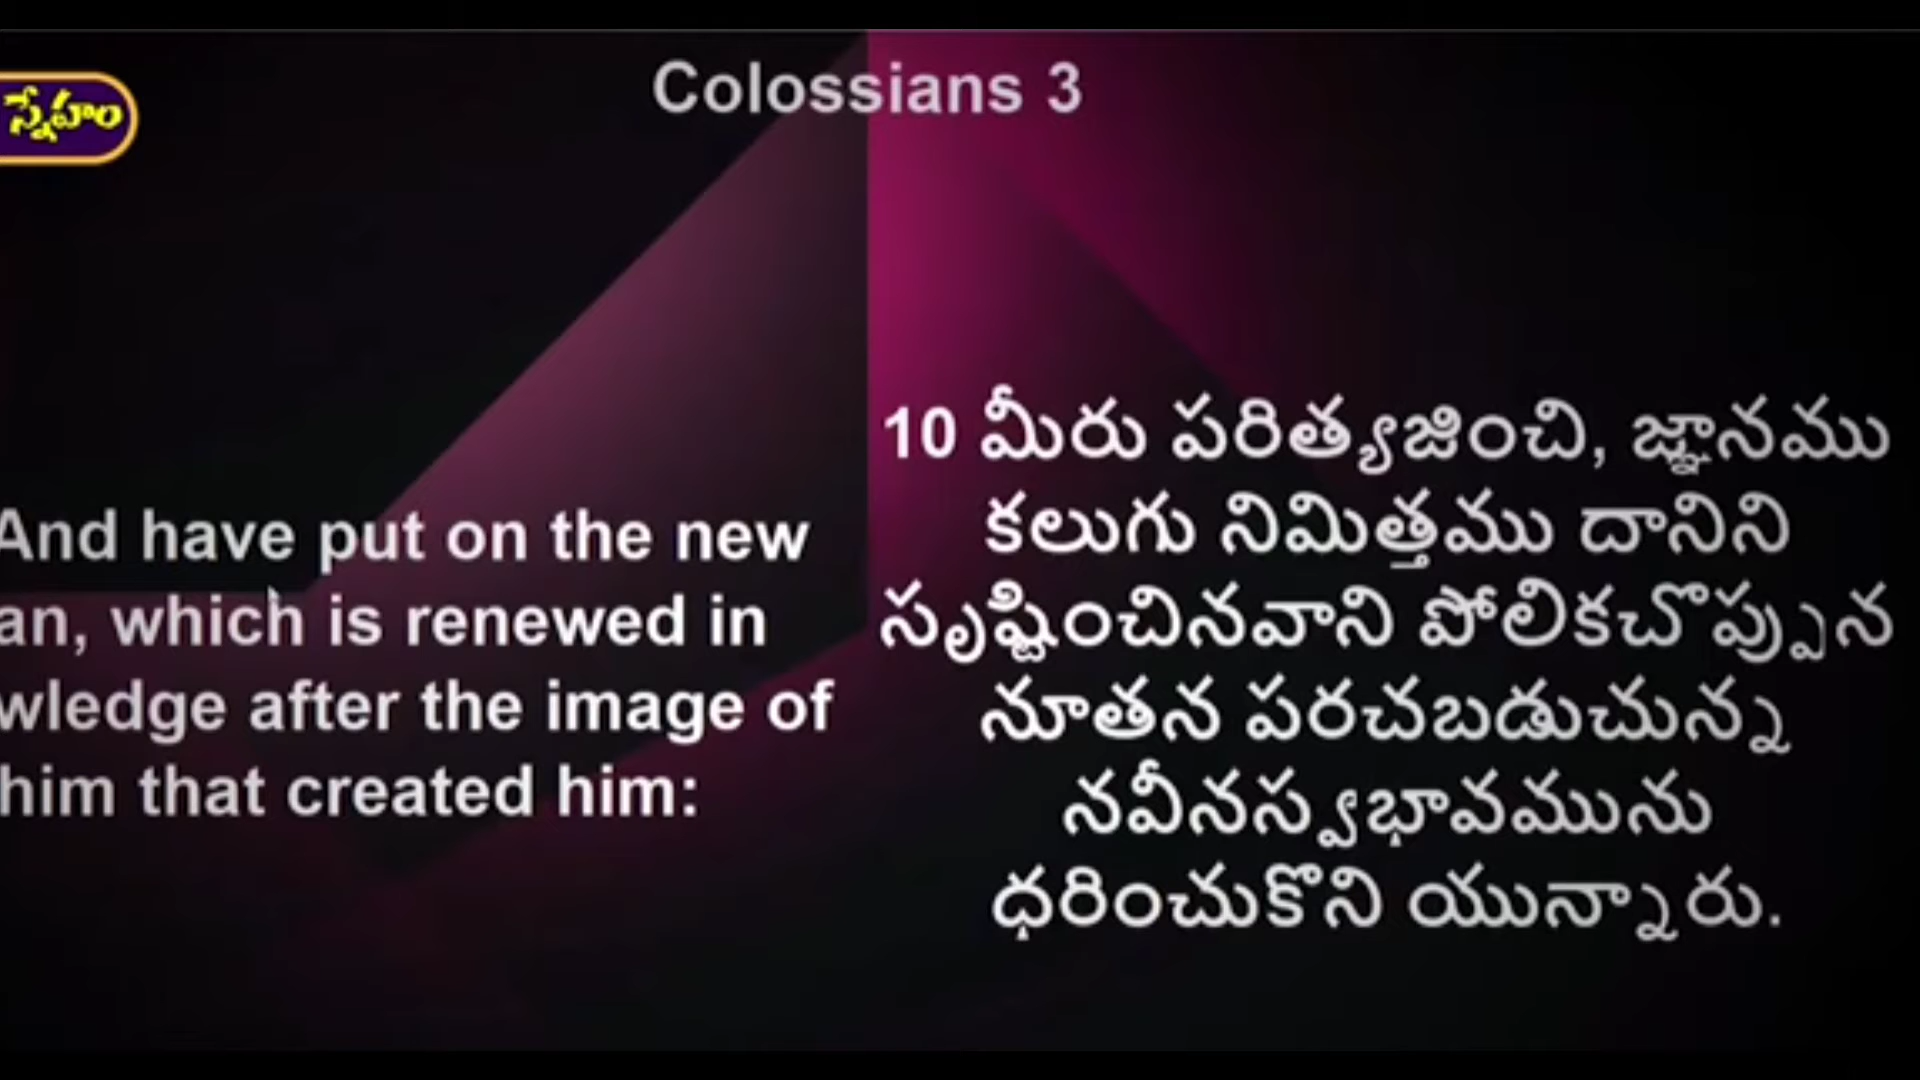 స్నేహం
Colossians 3
And have put on the new
an, which is renewed in
wledge after the image of
him that created him:
10 మీరు పరిత్యజించి, జ్ఞానము
కలుగు నిమిత్తము దానిని
సృష్టించినవాని పోలికచొప్పున
నూతన పరచబడుచున్న
నవీనస్వభావమును
ధరించుకొని యున్నారు.